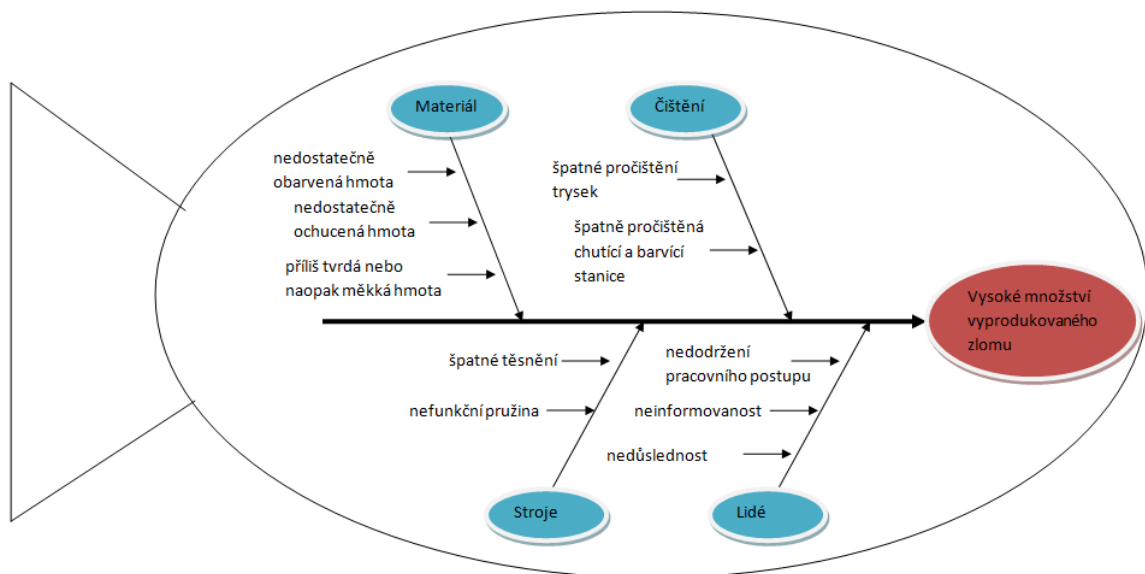 Materiál
Čištění
nedostatečně
obarvená hmota
nedostatečně
ochucená hmota
příliš tvrdá nebo
naopak měkká hmota
špatné pročištění
trysek
špatně pročištěná
chutící a barvící
stanice
Vysoké množství
vyprodukovaného
zlomu
špatné těsnění
nefunkční pružina
nedodržení
pracovního postupu
neinformovanost
nedůslednost
Stroje
Lidé